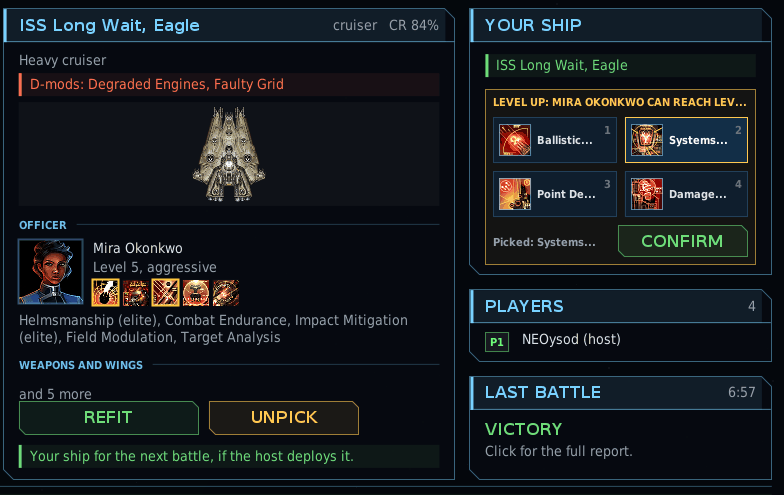 ISS Long Wait, Eagle
cruiser CR 84%
Heavy cruiser
D-mods: Degraded Engines, Faulty Grid
OFFICER
Mira Okonkwo
Level 5, aggressive
Helmsmanship (elite), Combat Endurance, Impact Mitigation
(elite), Field Modulation, Target Analysis
WEAPONS AND WINGS
and 5 more
REFIT
UNPICK
Your ship for the next battle, if the host deploys it.
YOUR SHIP
ISS Long Wait, Eagle
LEVEL UP: MIRA OKONKWO CAN REACH LEV...
Ballistic... 1
Systems... 2
Point De... 3
Damage... 4
Picked: Systems...
CONFIRM
PLAYERS 4
P1 NEOysod (host)
LAST BATTLE 6:57
VICTORY
Click for the full report.